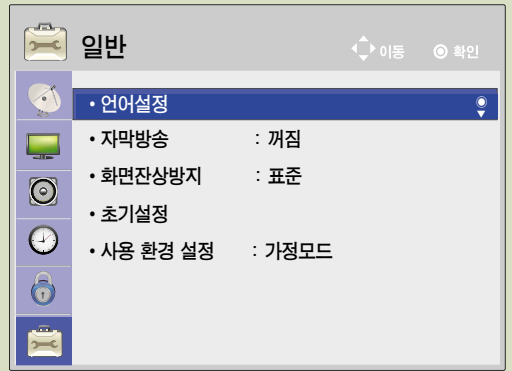 일반 이동 확인
• 언어설정
• 자막방송 : 꺼짐
• 화면잔상방지 : 표준
• 초기설정
• 사용 환경 설정 : 가정모드